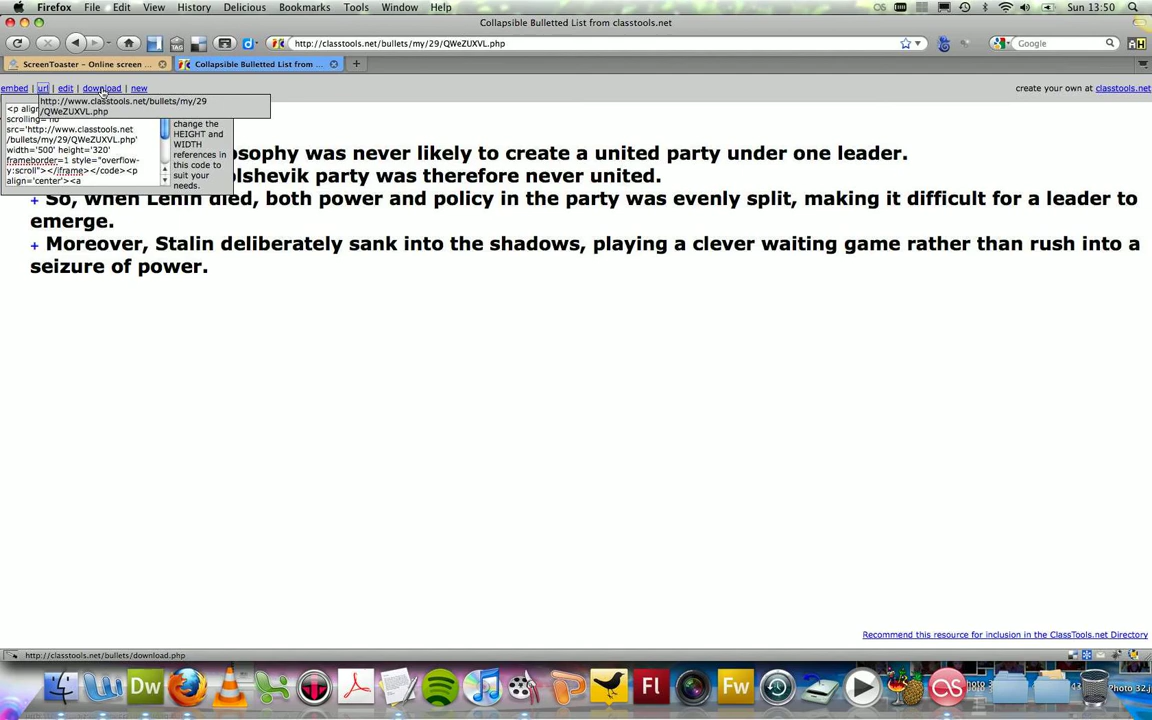 Firefox File Edit View History Delicious Bookmarks Tools Window Help Sun 13:50
Collapsible Bulletted List from classtools.net
http://classtools.net/bullets/my/29/QWeZUXVL.php Google
ScreenToaster - Online screen ... Collapsible Bulletted List from ...
embed | url | edit | download | new create your own at classtools.net
http://www.classtools.net/bullets/my/29
/QWeZUXVL.php
<p align
scrolling='no'
src='http://www.classtools.net
/bullets/my/29/QWeZUXVL.php'
width='500' height='320'
frameborder=1 style="overflow-
y:scroll"></iframe></code><p
align='center'><a
change the
HEIGHT and
WIDTH
references in
this code to
suit your
needs.
osophy was never likely to create a united party under one leader.
lshevik party was therefore never united.
+ So, when Lenin died, both power and policy in the party was evenly split, making it difficult for a leader to
emerge.
+ Moreover, Stalin deliberately sank into the shadows, playing a clever waiting game rather than rush into a
seizure of power.
Recommend this resource for inclusion in the ClassTools.net Directory
http://classtools.net/bullets/download.php
Dw Fl Fw Photo 32.j